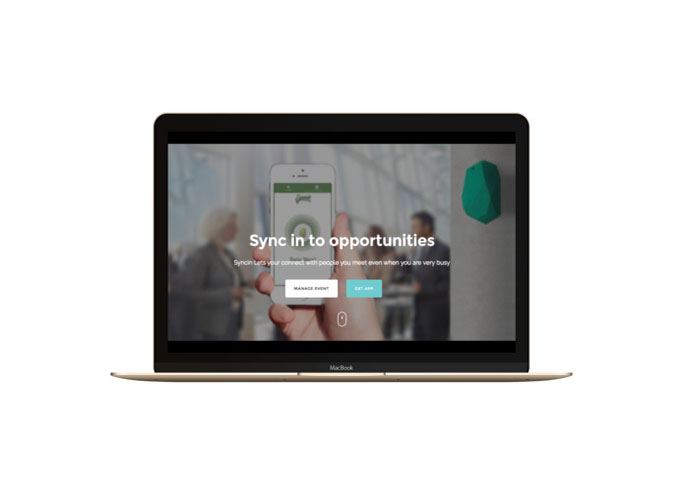 Sync in to opportunities
Syncin Lets your connect with people you meet even when you are very busy
MANAGE EVENT GET APP
MacBook